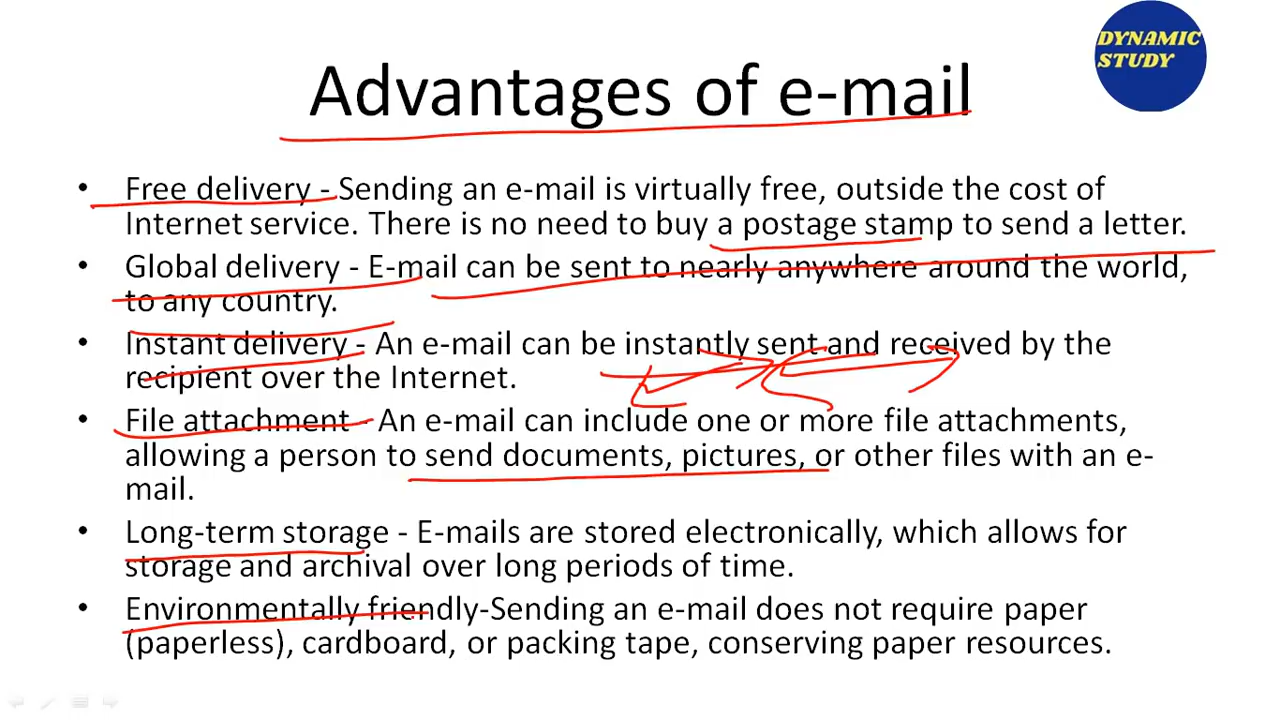 DYNAMIC
STUDY
Advantages of e-mail
• Free delivery - Sending an e-mail is virtually free, outside the cost of
Internet service. There is no need to buy a postage stamp to send a letter.
• Global delivery - E-mail can be sent to nearly anywhere around the world,
to any country.
• Instant delivery - An e-mail can be instantly sent and received by the
recipient over the Internet.
• File attachment - An e-mail can include one or more file attachments,
allowing a person to send documents, pictures, or other files with an e-
mail.
• Long-term storage - E-mails are stored electronically, which allows for
storage and archival over long periods of time.
• Environmentally friendly-Sending an e-mail does not require paper
(paperless), cardboard, or packing tape, conserving paper resources.